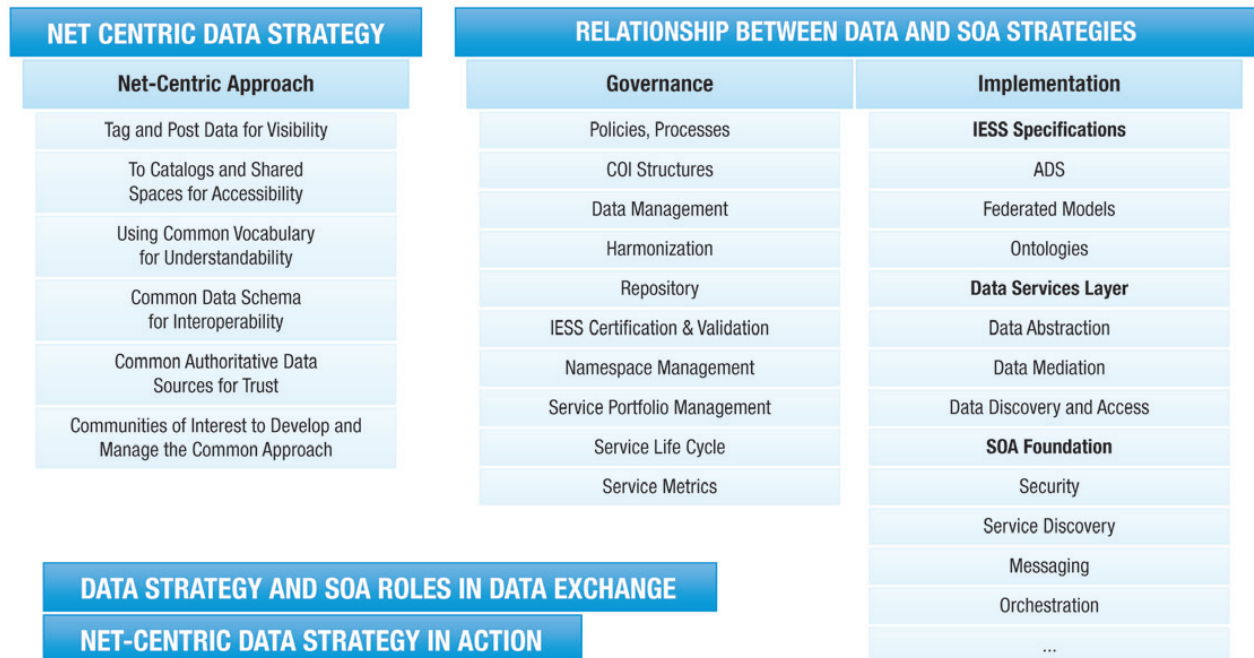 NET CENTRIC DATA STRATEGY
Net-Centric Approach
Tag and Post Data for Visibility
To Catalogs and Shared
Spaces for Accessibility
Using Common Vocabulary
for Understandability
Common Data Schema
for Interoperability
Common Authoritative Data
Sources for Trust
Communities of Interest to Develop and
Manage the Common Approach
RELATIONSHIP BETWEEN DATA AND SOA STRATEGIES
Governance
Policies, Processes
COI Structures
Data Management
Harmonization
Repository
IESS Certification & Validation
Namespace Management
Service Portfolio Management
Service Life Cycle
Service Metrics
Implementation
IESS Specifications
ADS
Federated Models
Ontologies
Data Services Layer
Data Abstraction
Data Mediation
Data Discovery and Access
SOA Foundation
Security
Service Discovery
Messaging
Orchestration
...
DATA STRATEGY AND SOA ROLES IN DATA EXCHANGE
NET-CENTRIC DATA STRATEGY IN ACTION